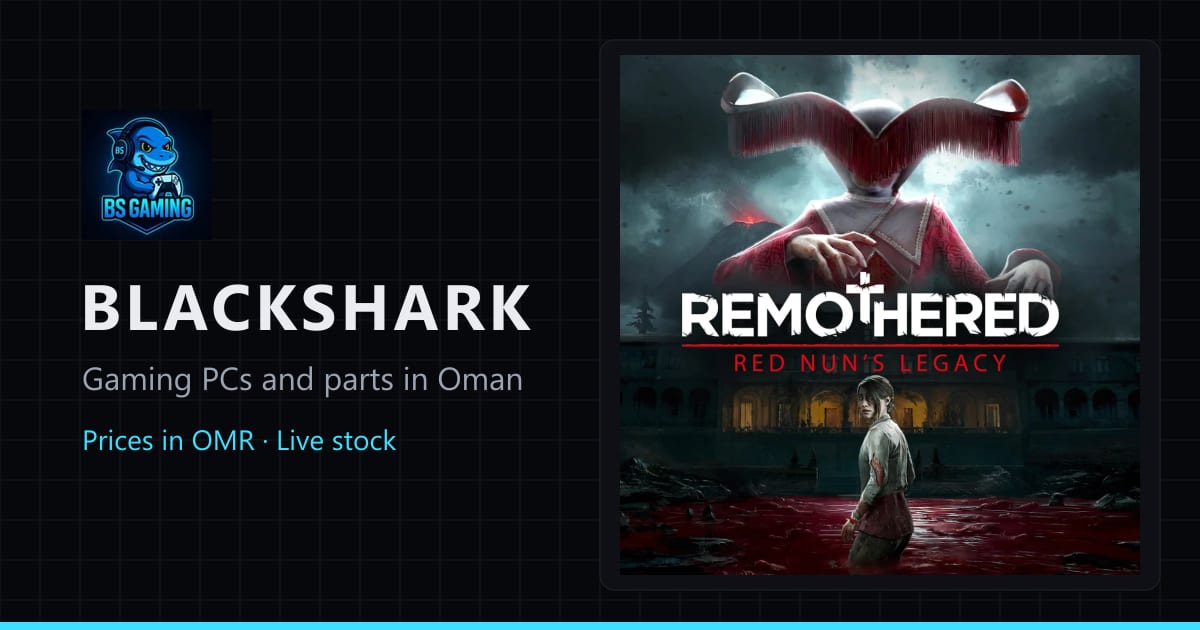 BS
BS GAMING
BLACKSHARK
Gaming PCs and parts in Oman
Prices in OMR · Live stock
REMOTHERED
RED NUN'S LEGACY